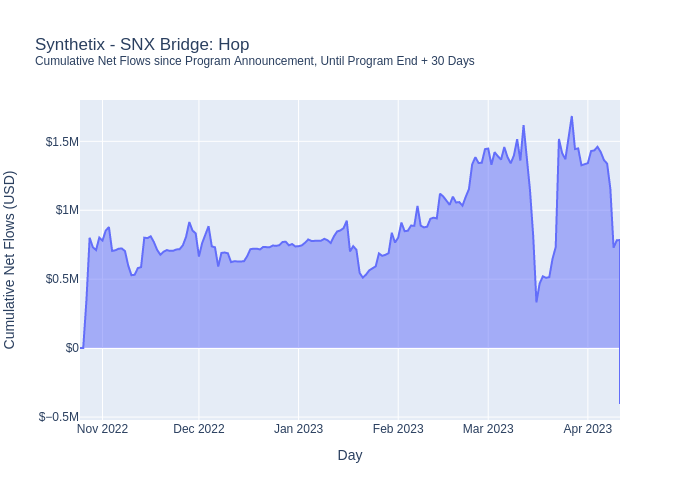 Synthetix - SNX Bridge: Hop
Cumulative Net Flows since Program Announcement, Until Program End + 30 Days
Cumulative Net Flows (USD)
$1.5M
$1M
$0.5M
$0
$−0.5M
Nov 2022
Dec 2022
Jan 2023
Feb 2023
Mar 2023
Apr 2023
Day